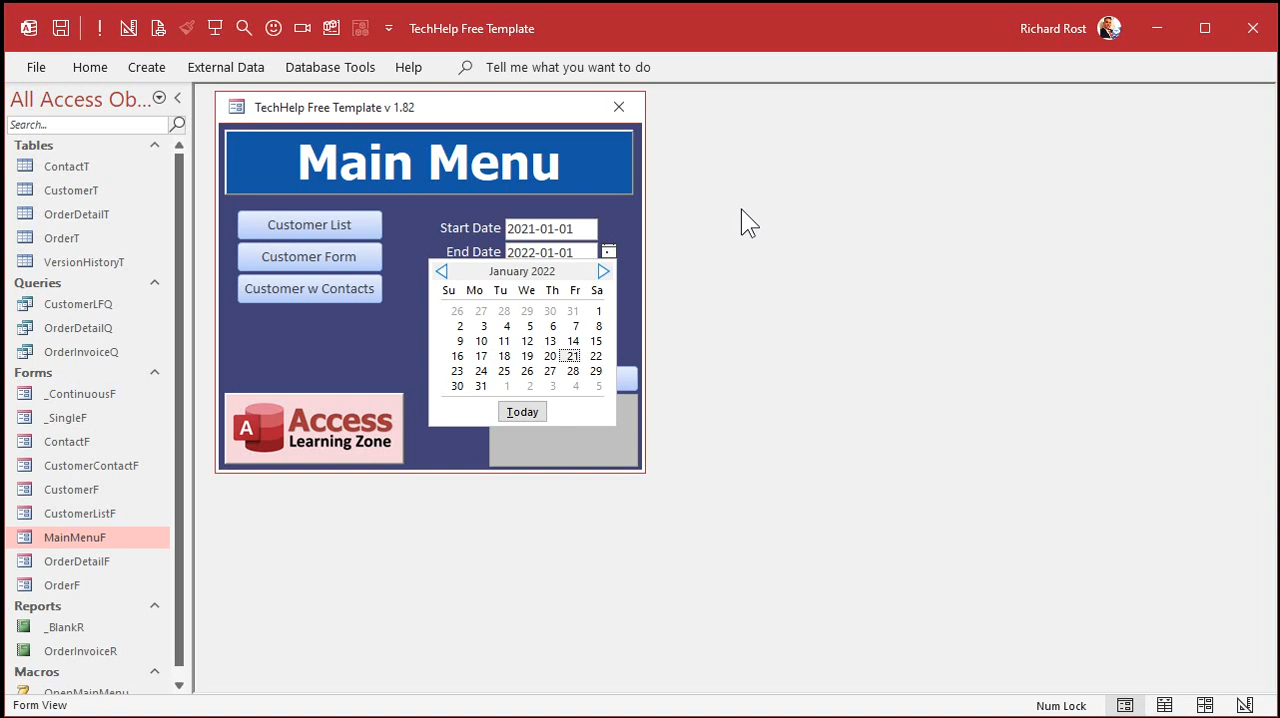 TechHelp Free Template
Richard Rost
File Home Create External Data Database Tools Help Tell me what you want to do
All Access Ob...
Search...
Tables
ContactT
CustomerT
OrderDetailT
OrderT
VersionHistoryT
Queries
CustomerLFQ
OrderDetailQ
OrderInvoiceQ
Forms
_ContinuousF
_SingleF
ContactF
CustomerContactF
CustomerF
CustomerListF
MainMenuF
OrderDetailF
OrderF
Reports
_BlankR
OrderInvoiceR
Macros
OpenMainMenu
TechHelp Free Template v 1.82
Main Menu
Customer List
Customer Form
Customer w Contacts
Start Date 2021-01-01
End Date 2022-01-01
January 2022
Su Mo Tu We Th Fr Sa
26 27 28 29 30 31 1
2 3 4 5 6 7 8
9 10 11 12 13 14 15
16 17 18 19 20 21 22
23 24 25 26 27 28 29
30 31 1 2 3 4 5
Today
A Access
Learning Zone
Form View
Num Lock